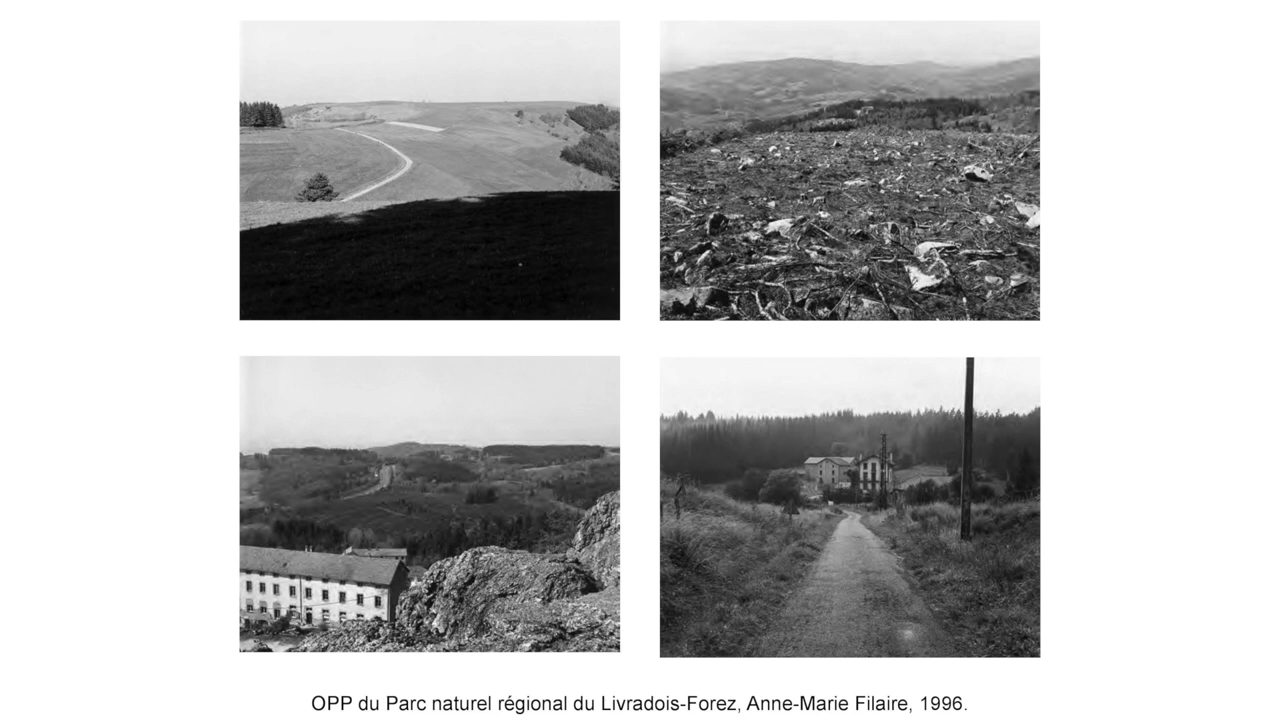 OPP du Parc naturel régional du Livradois-Forez, Anne-Marie Filaire, 1996.